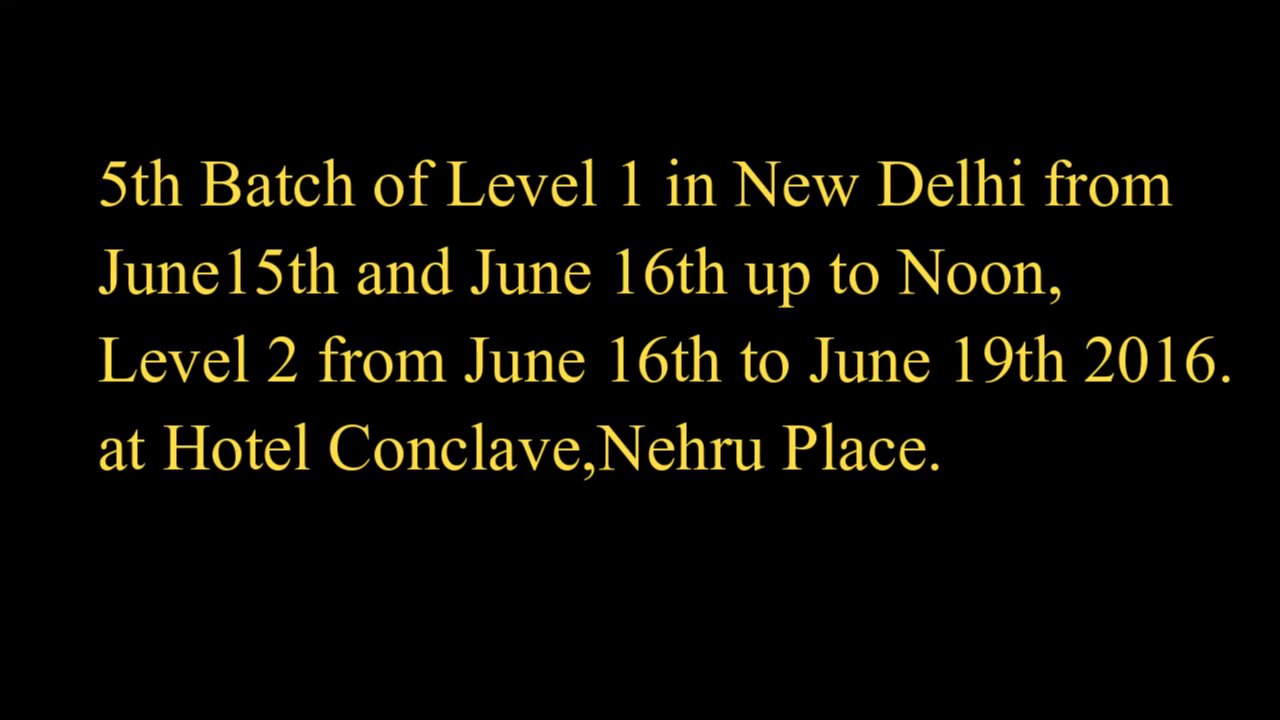 5th Batch of Level 1 in New Delhi from
June15th and June 16th up to Noon,
Level 2 from June 16th to June 19th 2016.
at Hotel Conclave,Nehru Place.